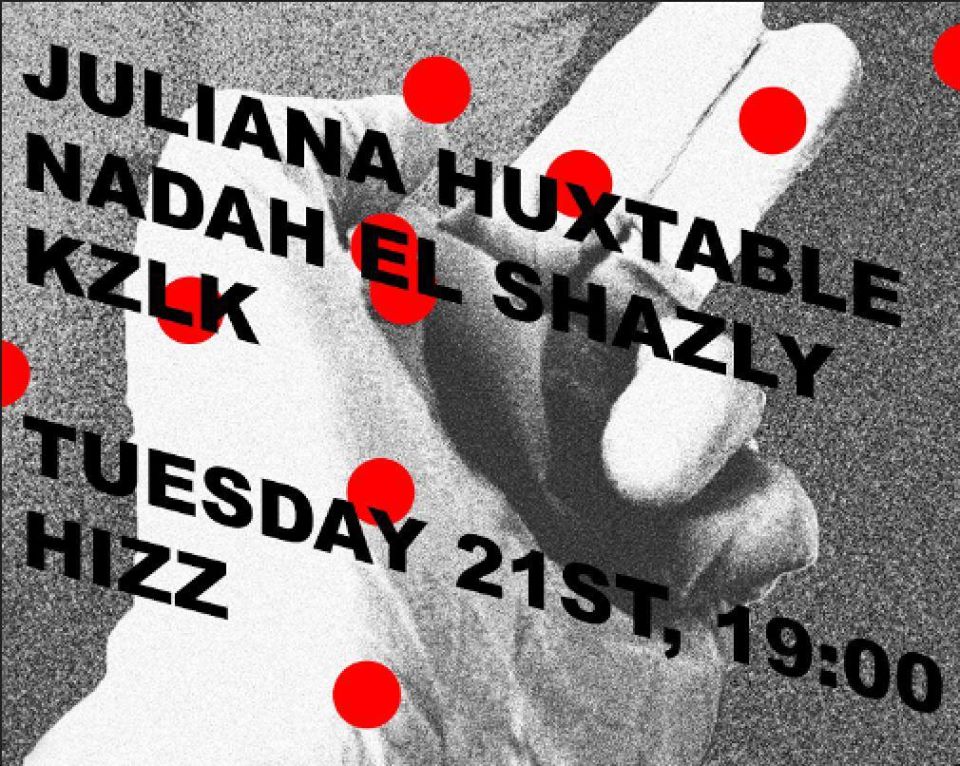 JULIANA HUXTABLE
NADAH EL SHAZLY
KZLK
TUESDAY 21ST, 19:00
HIZZ